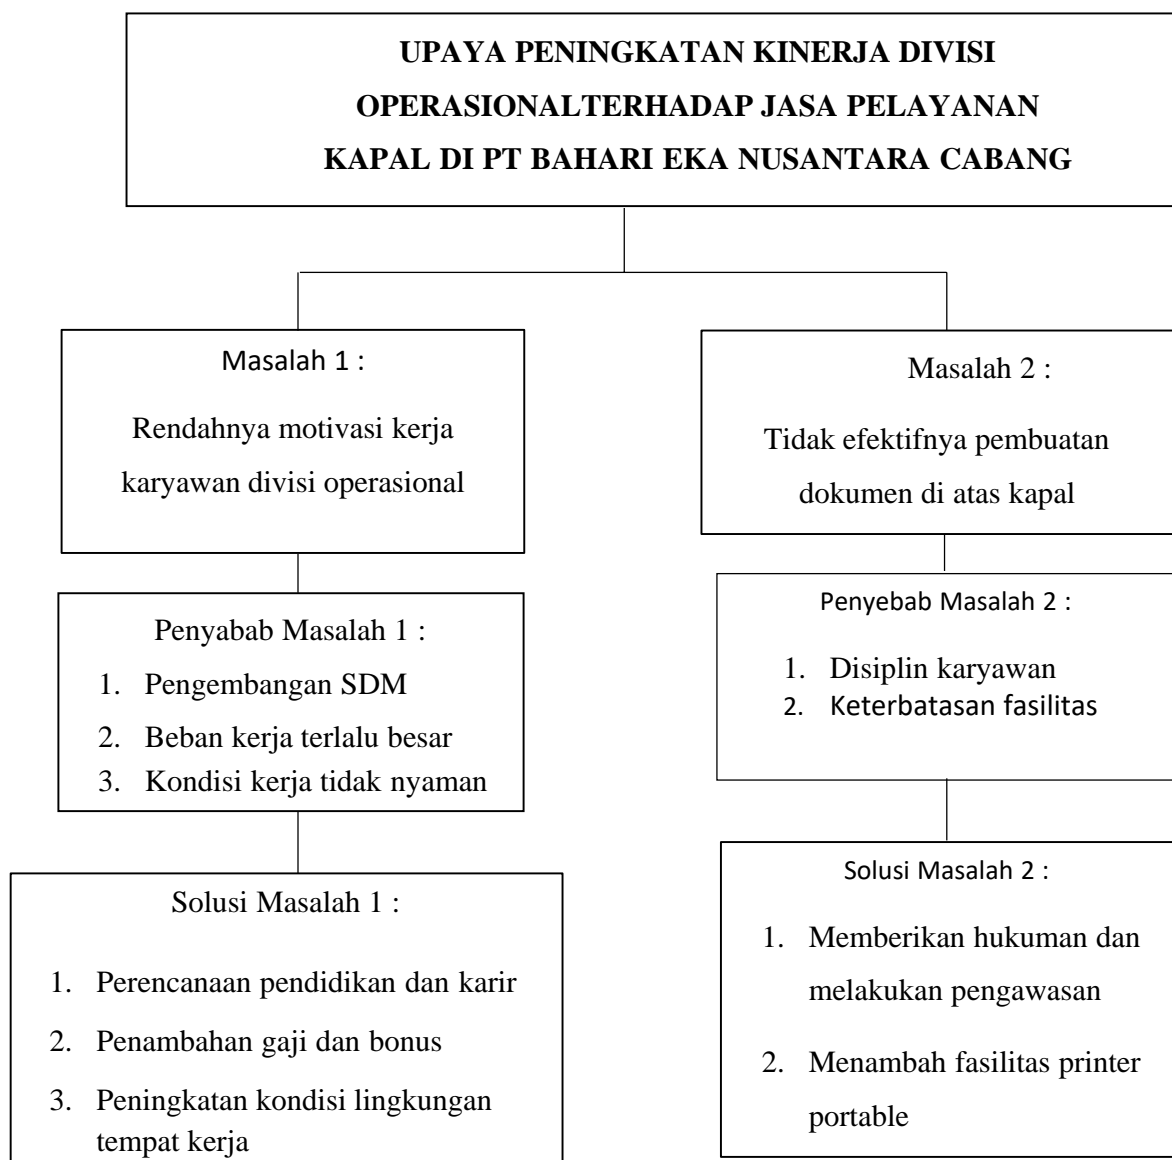 UPAYA PENINGKATAN KINERJA DIVISI
OPERASIONALTERHADAP JASA PELAYANAN
KAPAL DI PT BAHARI EKA NUSANTARA CABANG
Masalah 1 :
Rendahnya motivasi kerja
karyawan divisi operasional
Masalah 2 :
Tidak efektifnya pembuatan
dokumen di atas kapal
Penyabab Masalah 1 :
1. Pengembangan SDM
2. Beban kerja terlalu besar
3. Kondisi kerja tidak nyaman
Penyebab Masalah 2 :
1. Disiplin karyawan
2. Keterbatasan fasilitas
Solusi Masalah 1 :
1. Perencanaan pendidikan dan karir
2. Penambahan gaji dan bonus
3. Peningkatan kondisi lingkungan
tempat kerja
Solusi Masalah 2 :
1. Memberikan hukuman dan
melakukan pengawasan
2. Menambah fasilitas printer
portable